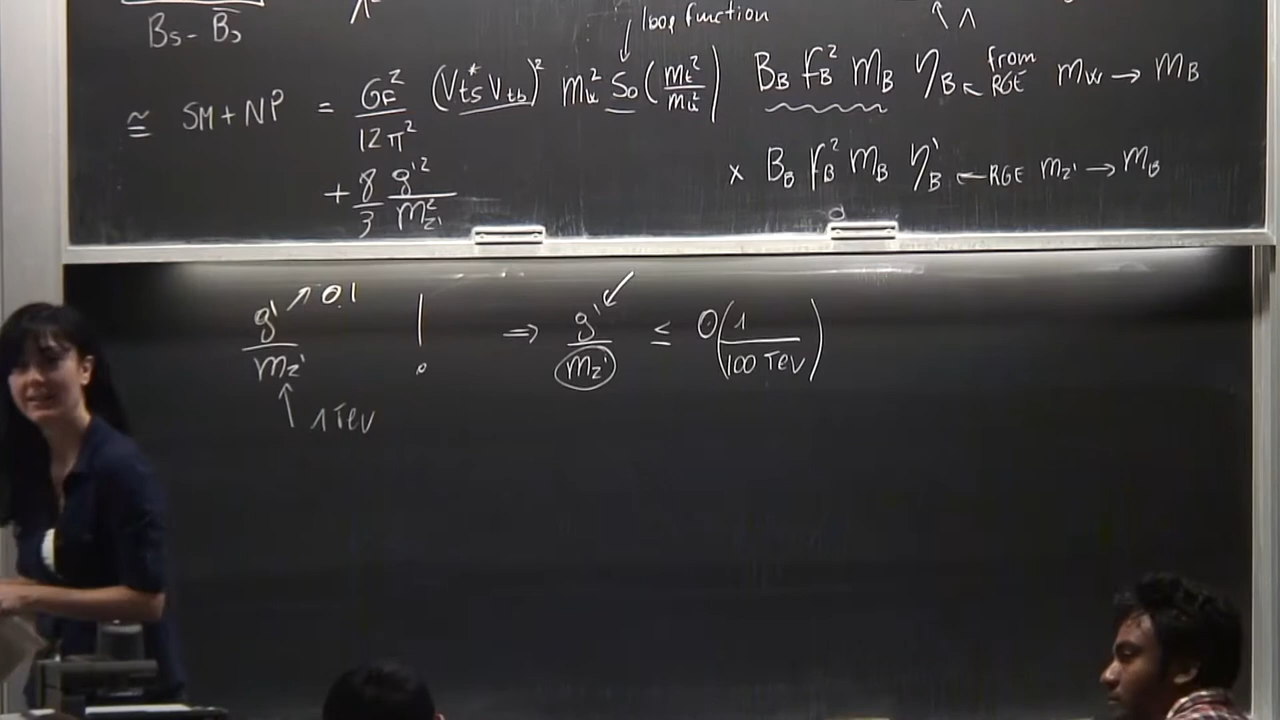 Bs - B̄s
loop function
Λ
≅ SM + NP = G_F² / 12π² (V_ts* V_tb)² m_W² S₀ (m_t² / m_W²) B_B f_B² m_B η_B ← from RGE m_W → m_B
+ 8/3 g'² / m_Z'² × B_B f_B² m_B η'_B ← RGE m_Z' → m_B
g' / m_Z' ! ⇒ g' / m_Z' ≤ O(1 / 100 TeV)
0.1
1 TeV